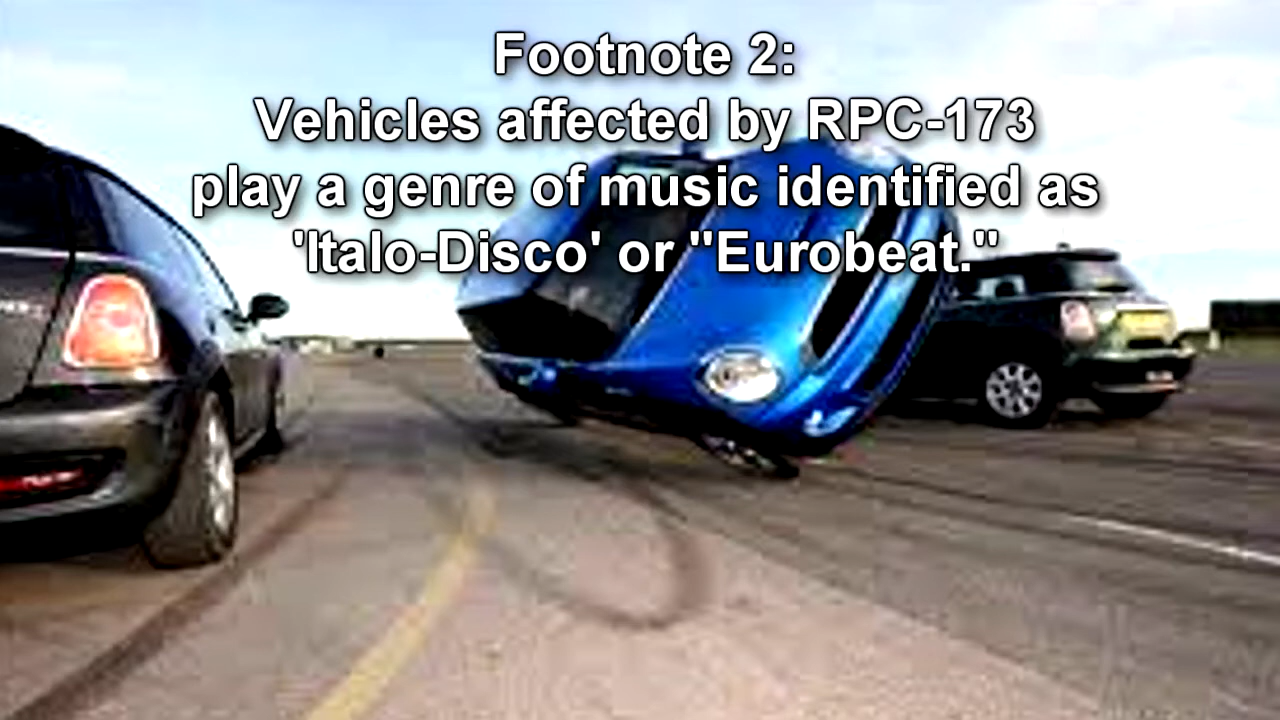 Footnote 2:
Vehicles affected by RPC-173
play a genre of music identified as
'Italo-Disco' or "Eurobeat."